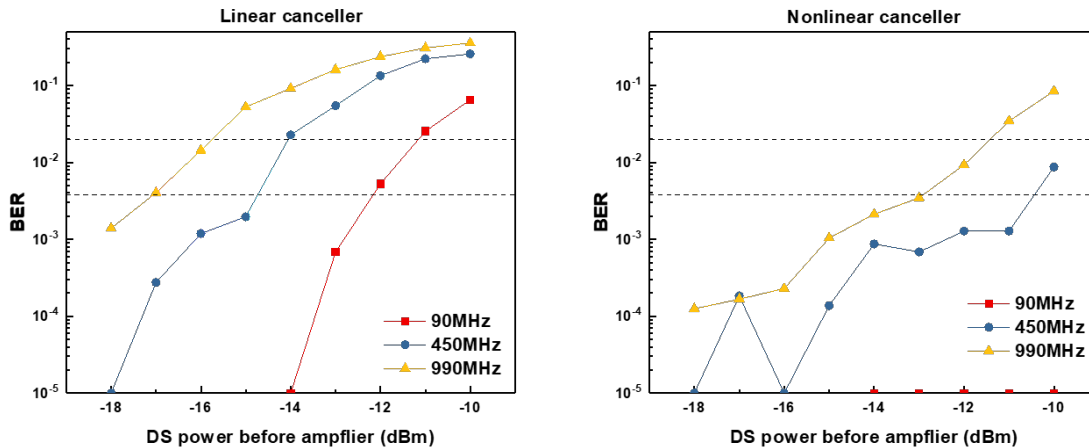 Linear canceller
BER
10⁻¹
10⁻²
10⁻³
10⁻⁴
10⁻⁵
90MHz
450MHz
990MHz
-18 -16 -14 -12 -10
DS power before ampflier (dBm)
Nonlinear canceller
BER
10⁻¹
10⁻²
10⁻³
10⁻⁴
10⁻⁵
90MHz
450MHz
990MHz
-18 -16 -14 -12 -10
DS power before ampflier (dBm)